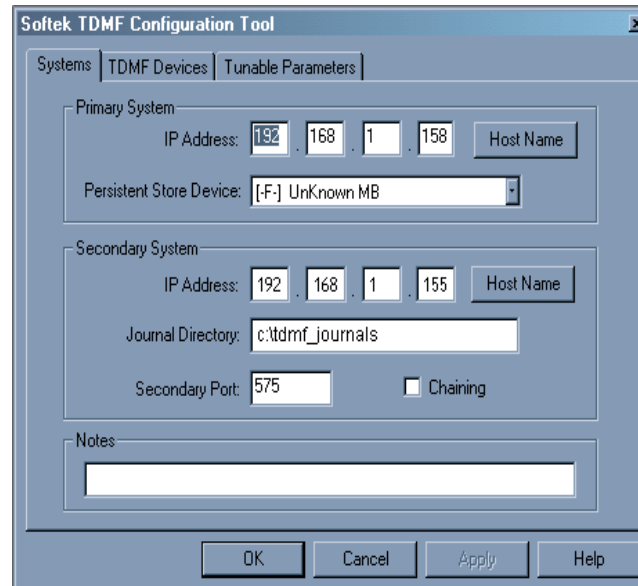 Softek TDMF Configuration Tool
Systems TDMF Devices Tunable Parameters
Primary System
IP Address: 192 . 168 . 1 . 158 Host Name
Persistent Store Device: [-F-] UnKnown MB
Secondary System
IP Address: 192 . 168 . 1 . 155 Host Name
Journal Directory: c:\tdmf_journals
Secondary Port: 575 Chaining
Notes
OK Cancel Apply Help